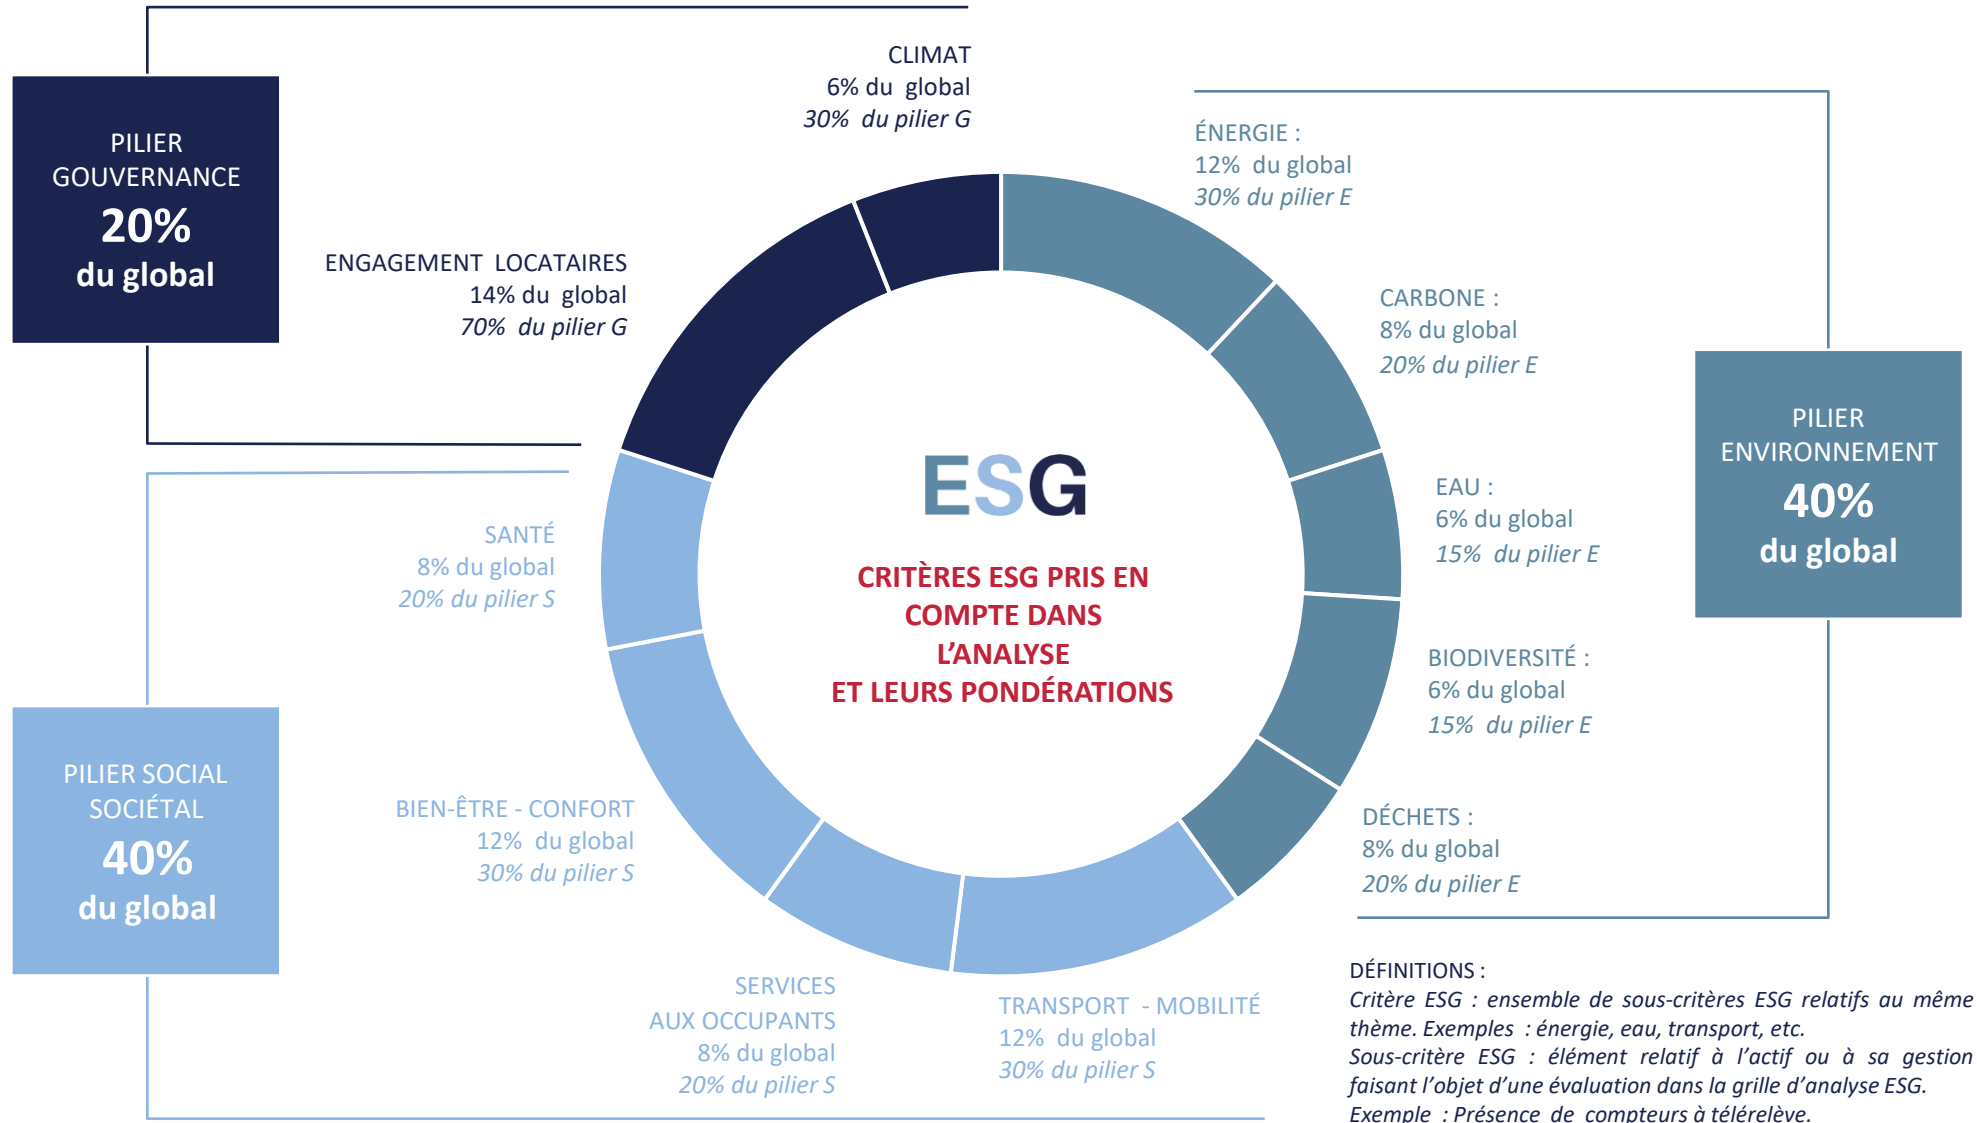 PILIER
GOUVERNANCE
20%
du global
CLIMAT
6% du global
30% du pilier G
ENGAGEMENT LOCATAIRES
14% du global
70% du pilier G
ÉNERGIE :
12% du global
30% du pilier E
CARBONE :
8% du global
20% du pilier E
EAU :
6% du global
15% du pilier E
BIODIVERSITÉ :
6% du global
15% du pilier E
DÉCHETS :
8% du global
20% du pilier E
PILIER
ENVIRONNEMENT
40%
du global
ESG
CRITÈRES ESG PRIS EN
COMPTE DANS
L’ANALYSE
ET LEURS PONDÉRATIONS
SANTÉ
8% du global
20% du pilier S
BIEN-ÊTRE - CONFORT
12% du global
30% du pilier S
SERVICES
AUX OCCUPANTS
8% du global
20% du pilier S
TRANSPORT - MOBILITÉ
12% du global
30% du pilier S
PILIER SOCIAL
SOCIÉTAL
40%
du global
DÉFINITIONS :
Critère ESG : ensemble de sous-critères ESG relatifs au même
thème. Exemples : énergie, eau, transport, etc.
Sous-critère ESG : élément relatif à l’actif ou à sa gestion
faisant l’objet d’une évaluation dans la grille d’analyse ESG.
Exemple : Présence de compteurs à télérelève.